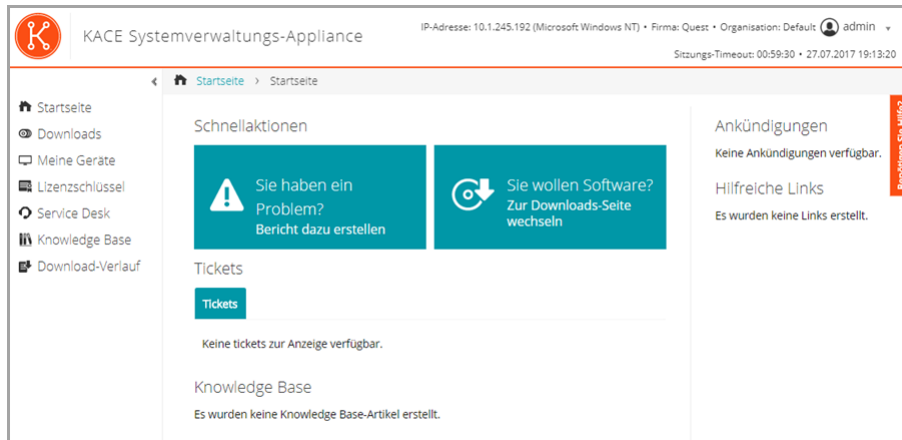 KACE Systemverwaltungs-Appliance
IP-Adresse: 10.1.245.192 (Microsoft Windows NT) • Firma: Quest • Organisation: Default admin
Sitzungs-Timeout: 00:59:30 • 27.07.2017 19:13:20
Startseite > Startseite
Startseite
Downloads
Meine Geräte
Lizenzschlüssel
Service Desk
Knowledge Base
Download-Verlauf
Schnellaktionen
Sie haben ein
Problem?
Bericht dazu erstellen
Sie wollen Software?
Zur Downloads-Seite
wechseln
Tickets
Tickets
Keine tickets zur Anzeige verfügbar.
Knowledge Base
Es wurden keine Knowledge Base-Artikel erstellt.
Ankündigungen
Keine Ankündigungen verfügbar.
Hilfreiche Links
Es wurden keine Links erstellt.
Benötigen Sie Hilfe?